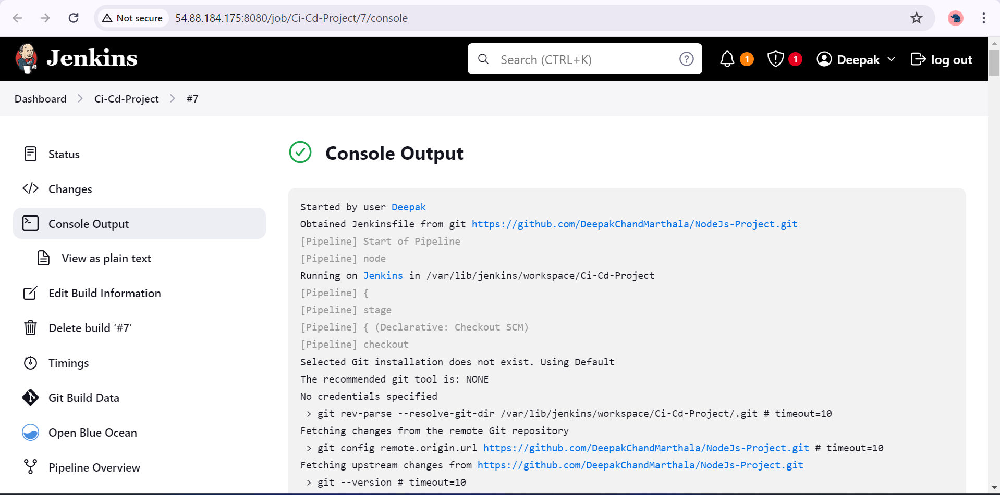 Not secure 54.88.184.175:8080/job/Ci-Cd-Project/7/console
Jenkins Search (CTRL+K) ? 1 1 Deepak log out
Dashboard > Ci-Cd-Project > #7
Status
Changes
Console Output
View as plain text
Edit Build Information
Delete build ‘#7’
Timings
Git Build Data
Open Blue Ocean
Pipeline Overview
Console Output
Started by user Deepak
Obtained Jenkinsfile from git https://github.com/DeepakChandMarthala/NodeJs-Project.git
[Pipeline] Start of Pipeline
[Pipeline] node
Running on Jenkins in /var/lib/jenkins/workspace/Ci-Cd-Project
[Pipeline] {
[Pipeline] stage
[Pipeline] { (Declarative: Checkout SCM)
[Pipeline] checkout
Selected Git installation does not exist. Using Default
The recommended git tool is: NONE
No credentials specified
> git rev-parse --resolve-git-dir /var/lib/jenkins/workspace/Ci-Cd-Project/.git # timeout=10
Fetching changes from the remote Git repository
> git config remote.origin.url https://github.com/DeepakChandMarthala/NodeJs-Project.git # timeout=10
Fetching upstream changes from https://github.com/DeepakChandMarthala/NodeJs-Project.git
> git --version # timeout=10